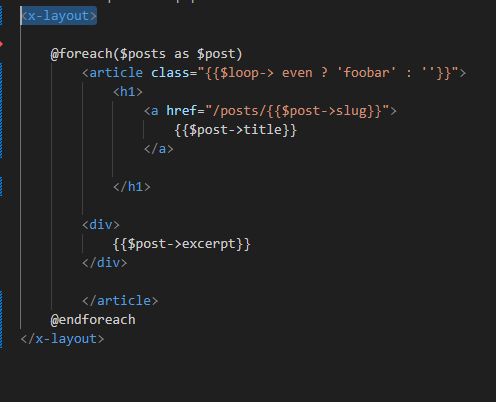 <x-layout>
@foreach($posts as $post)
<article class="{{$loop-> even ? 'foobar' : ''}}">
<h1>
<a href="/posts/{{$post->slug}}">
{{$post->title}}
</a>
</h1>
<div>
{{$post->excerpt}}
</div>
</article>
@endforeach
</x-layout>